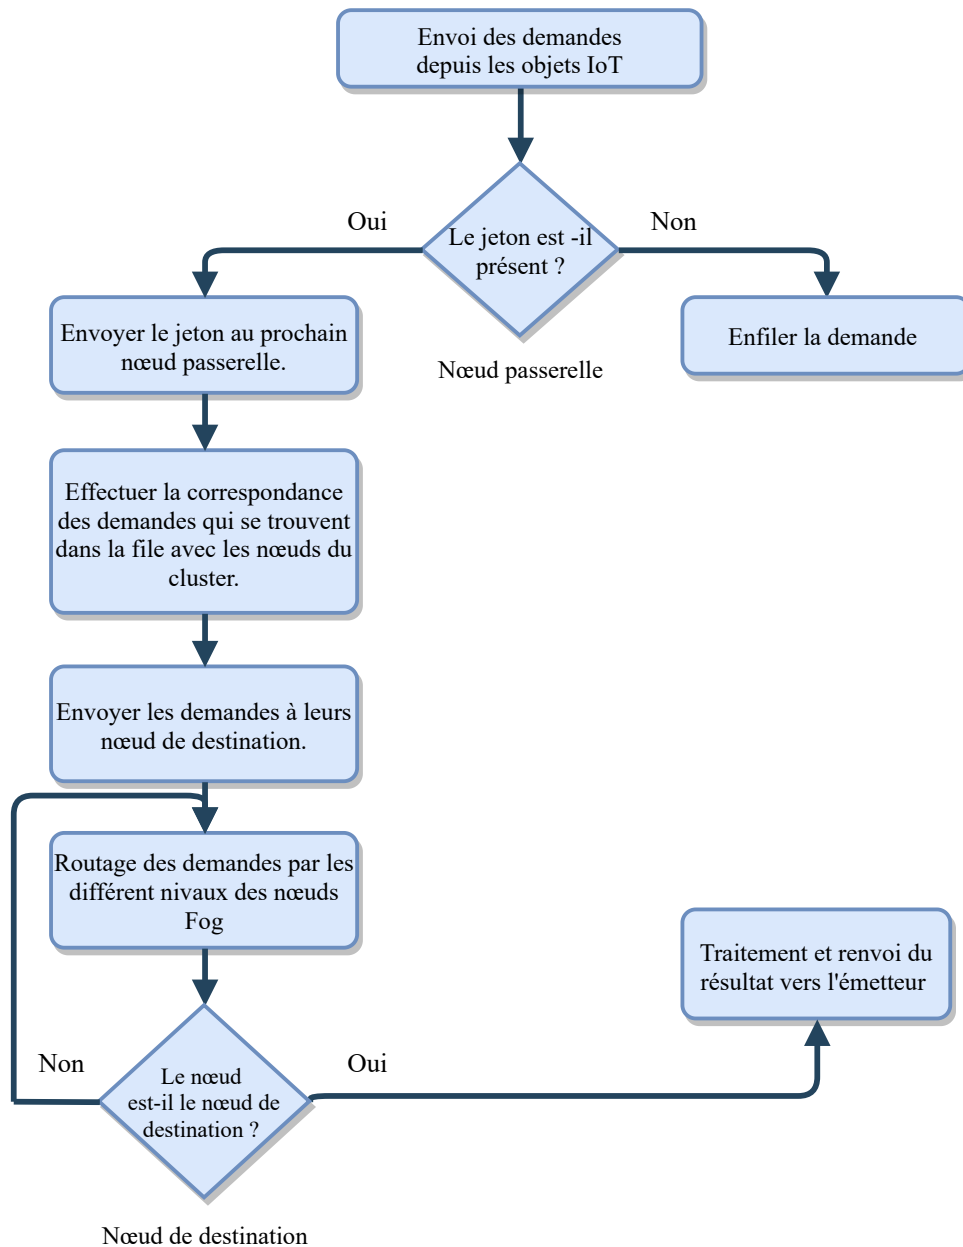 Envoi des demandes
depuis les objets IoT
Oui
Non
Le jeton est -il
présent ?
Nœud passerelle
Envoyer le jeton au prochain
nœud passerelle.
Enfiler la demande
Effectuer la correspondance
des demandes qui se trouvent
dans la file avec les nœuds du
cluster.
Envoyer les demandes à leurs
nœud de destination.
Routage des demandes par les
différent nivaux des nœuds
Fog
Traitement et renvoi du
résultat vers l'émetteur
Non
Oui
Le nœud
est-il le nœud de
destination ?
Nœud de destination